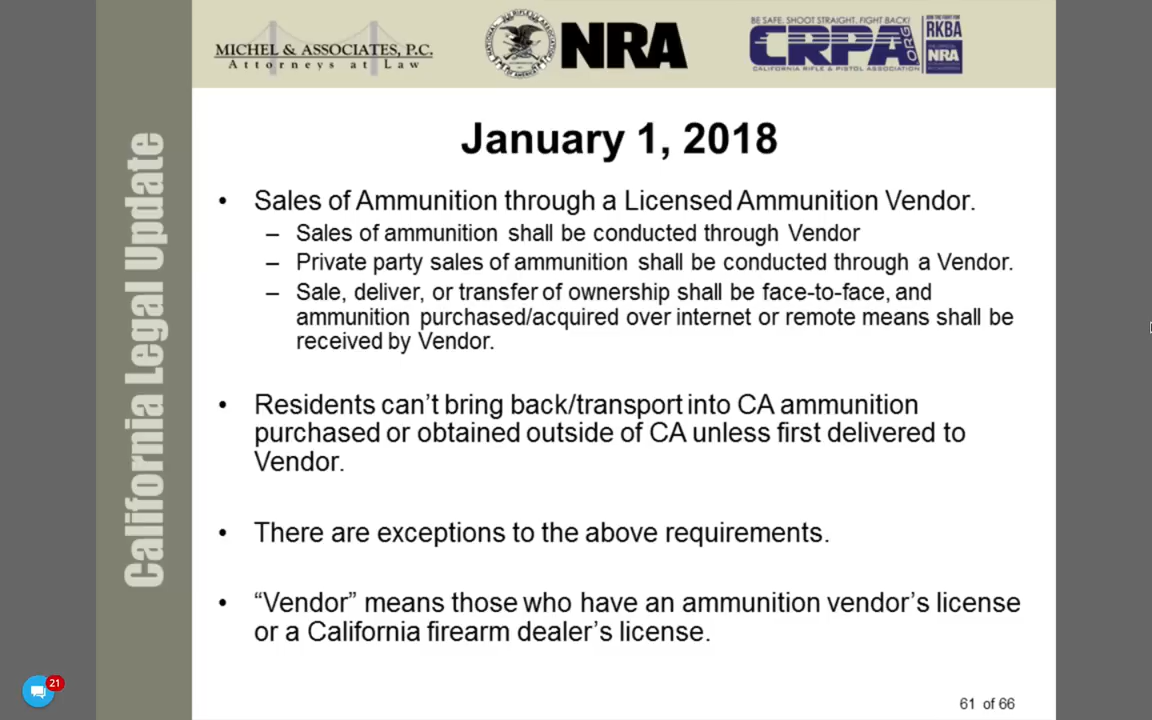 MICHEL & ASSOCIATES, P.C.
Attorneys at Law
NATIONAL RIFLE ASSOCIATION
OF AMERICA
NRA
BE SAFE. SHOOT STRAIGHT. FIGHT BACK!
CRPA.ORG
CALIFORNIA RIFLE & PISTOL ASSOCIATION
RKBA
NRA
California Legal Update
January 1, 2018
• Sales of Ammunition through a Licensed Ammunition Vendor.
– Sales of ammunition shall be conducted through Vendor
– Private party sales of ammunition shall be conducted through a Vendor.
– Sale, deliver, or transfer of ownership shall be face-to-face, and
ammunition purchased/acquired over internet or remote means shall be
received by Vendor.
• Residents can’t bring back/transport into CA ammunition
purchased or obtained outside of CA unless first delivered to
Vendor.
• There are exceptions to the above requirements.
• “Vendor” means those who have an ammunition vendor’s license
or a California firearm dealer’s license.
61 of 66
21